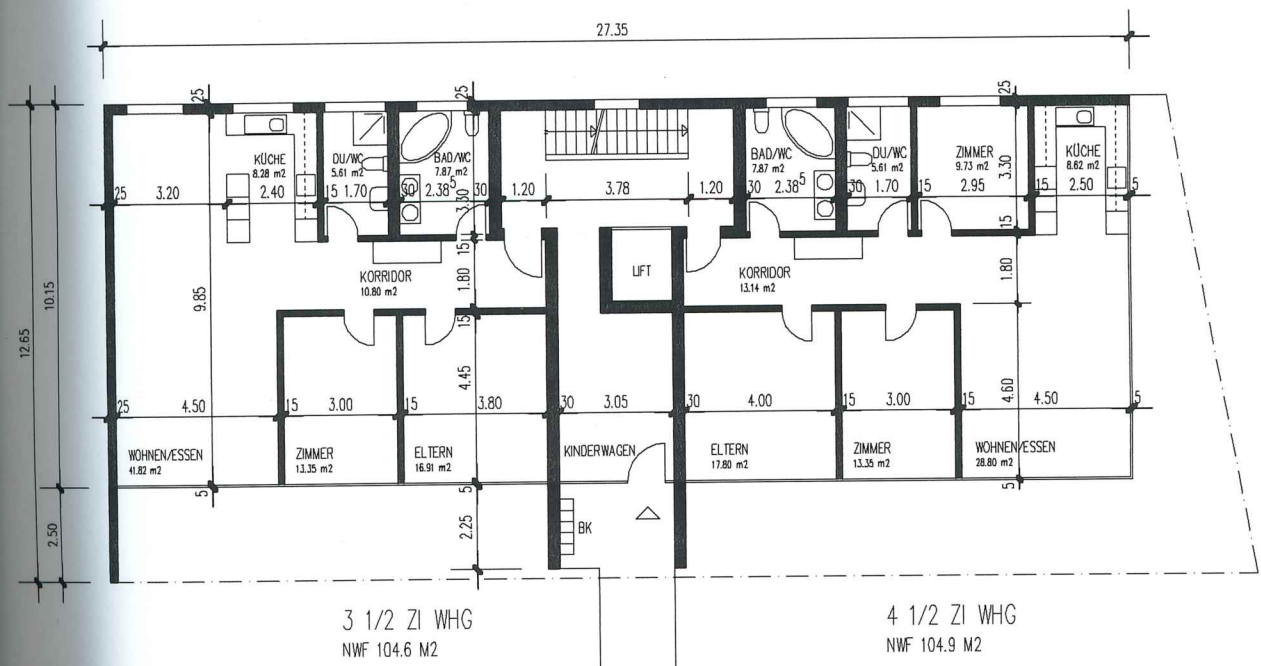 27.35
25
25
25
KÜCHE
8.28 m2
DU/WC
5.61 m2
BAD/WC
7.87 m2
BAD/WC
7.87 m2
DU/WC
5.61 m2
ZIMMER
9.73 m2
KÜCHE
8.62 m2
25 3.20 2.40 15 1.70 30 2.38⁵ 30 1.20 3.78 1.20 30 2.38⁵ 30 1.70 15 2.95 15 2.50 5
3.30
3.30
15
15
KORRIDOR
10.80 m2
LIFT
KORRIDOR
13.14 m2
1.80
1.80
12.65
10.15
9.85
15
4.45
4.60
25 4.50 15 3.00 15 3.80 30 3.05 30 4.00 15 3.00 15 4.50 5
WOHNEN/ESSEN
41.82 m2
ZIMMER
13.35 m2
ELTERN
16.91 m2
KINDERWAGEN
ELTERN
17.80 m2
ZIMMER
13.35 m2
WOHNEN/ESSEN
28.80 m2
5
5
5
2.50
2.25
BK
3 1/2 ZI WHG
NWF 104.6 M2
4 1/2 ZI WHG
NWF 104.9 M2